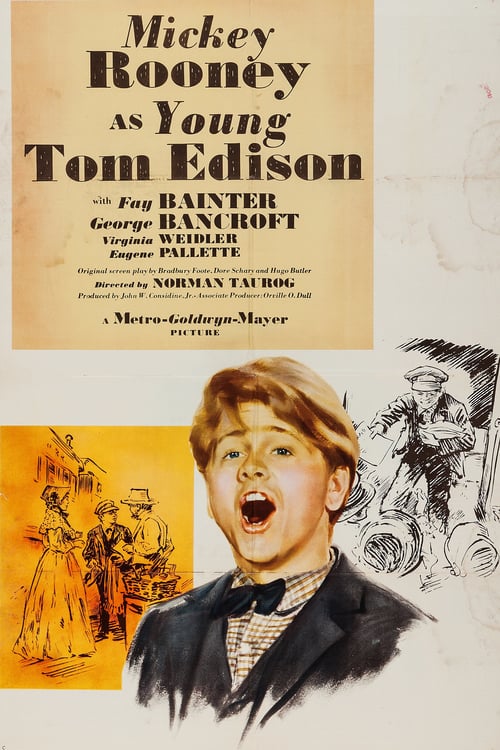 Mickey
Rooney
AS Young
Tom Edison
with Fay BAINTER
George BANCROFT
Virginia WEIDLER
Eugene PALLETTE
Original screen play by Bradbury Foote, Dore Schary and Hugo Butler
Directed by NORMAN TAUROG
Produced by John W. Considine, Jr.-Associate Producer: Orville O. Dull
A Metro-Goldwyn-Mayer
PICTURE